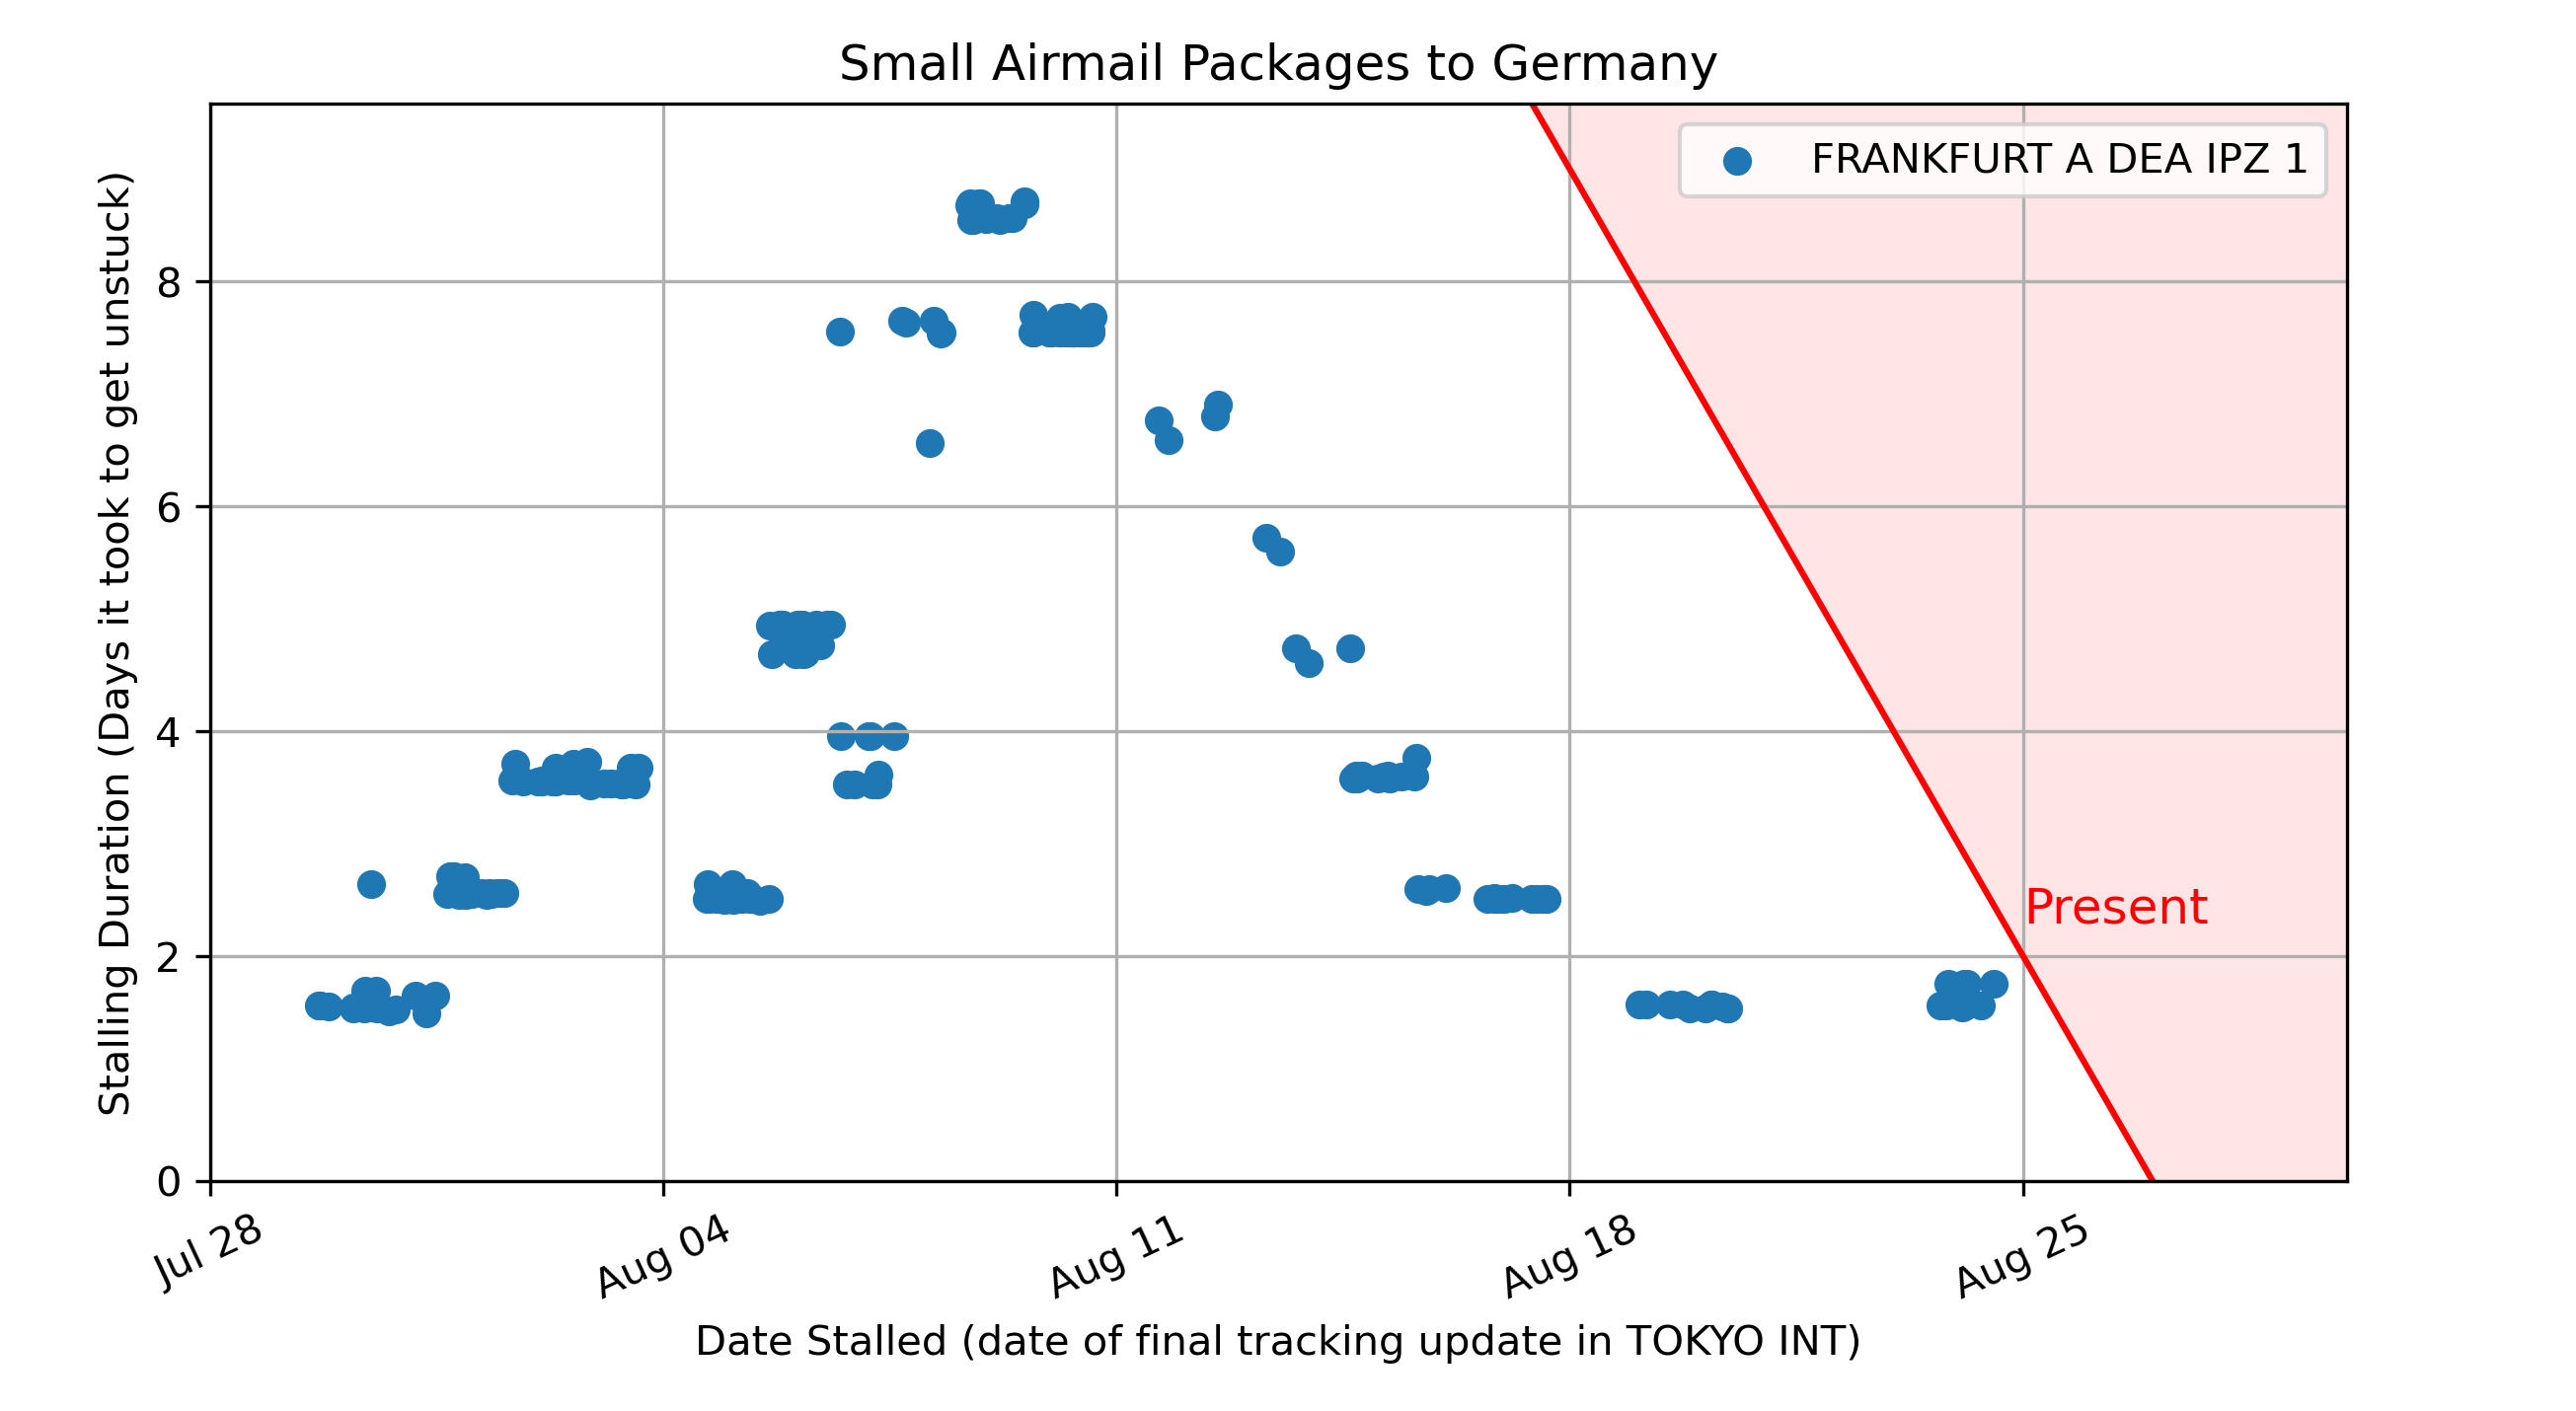 Small Airmail Packages to Germany
FRANKFURT A DEA IPZ 1
Stalling Duration (Days it took to get unstuck)
8
6
4
2
0
Present
Jul 28
Aug 04
Aug 11
Aug 18
Aug 25
Date Stalled (date of final tracking update in TOKYO INT)